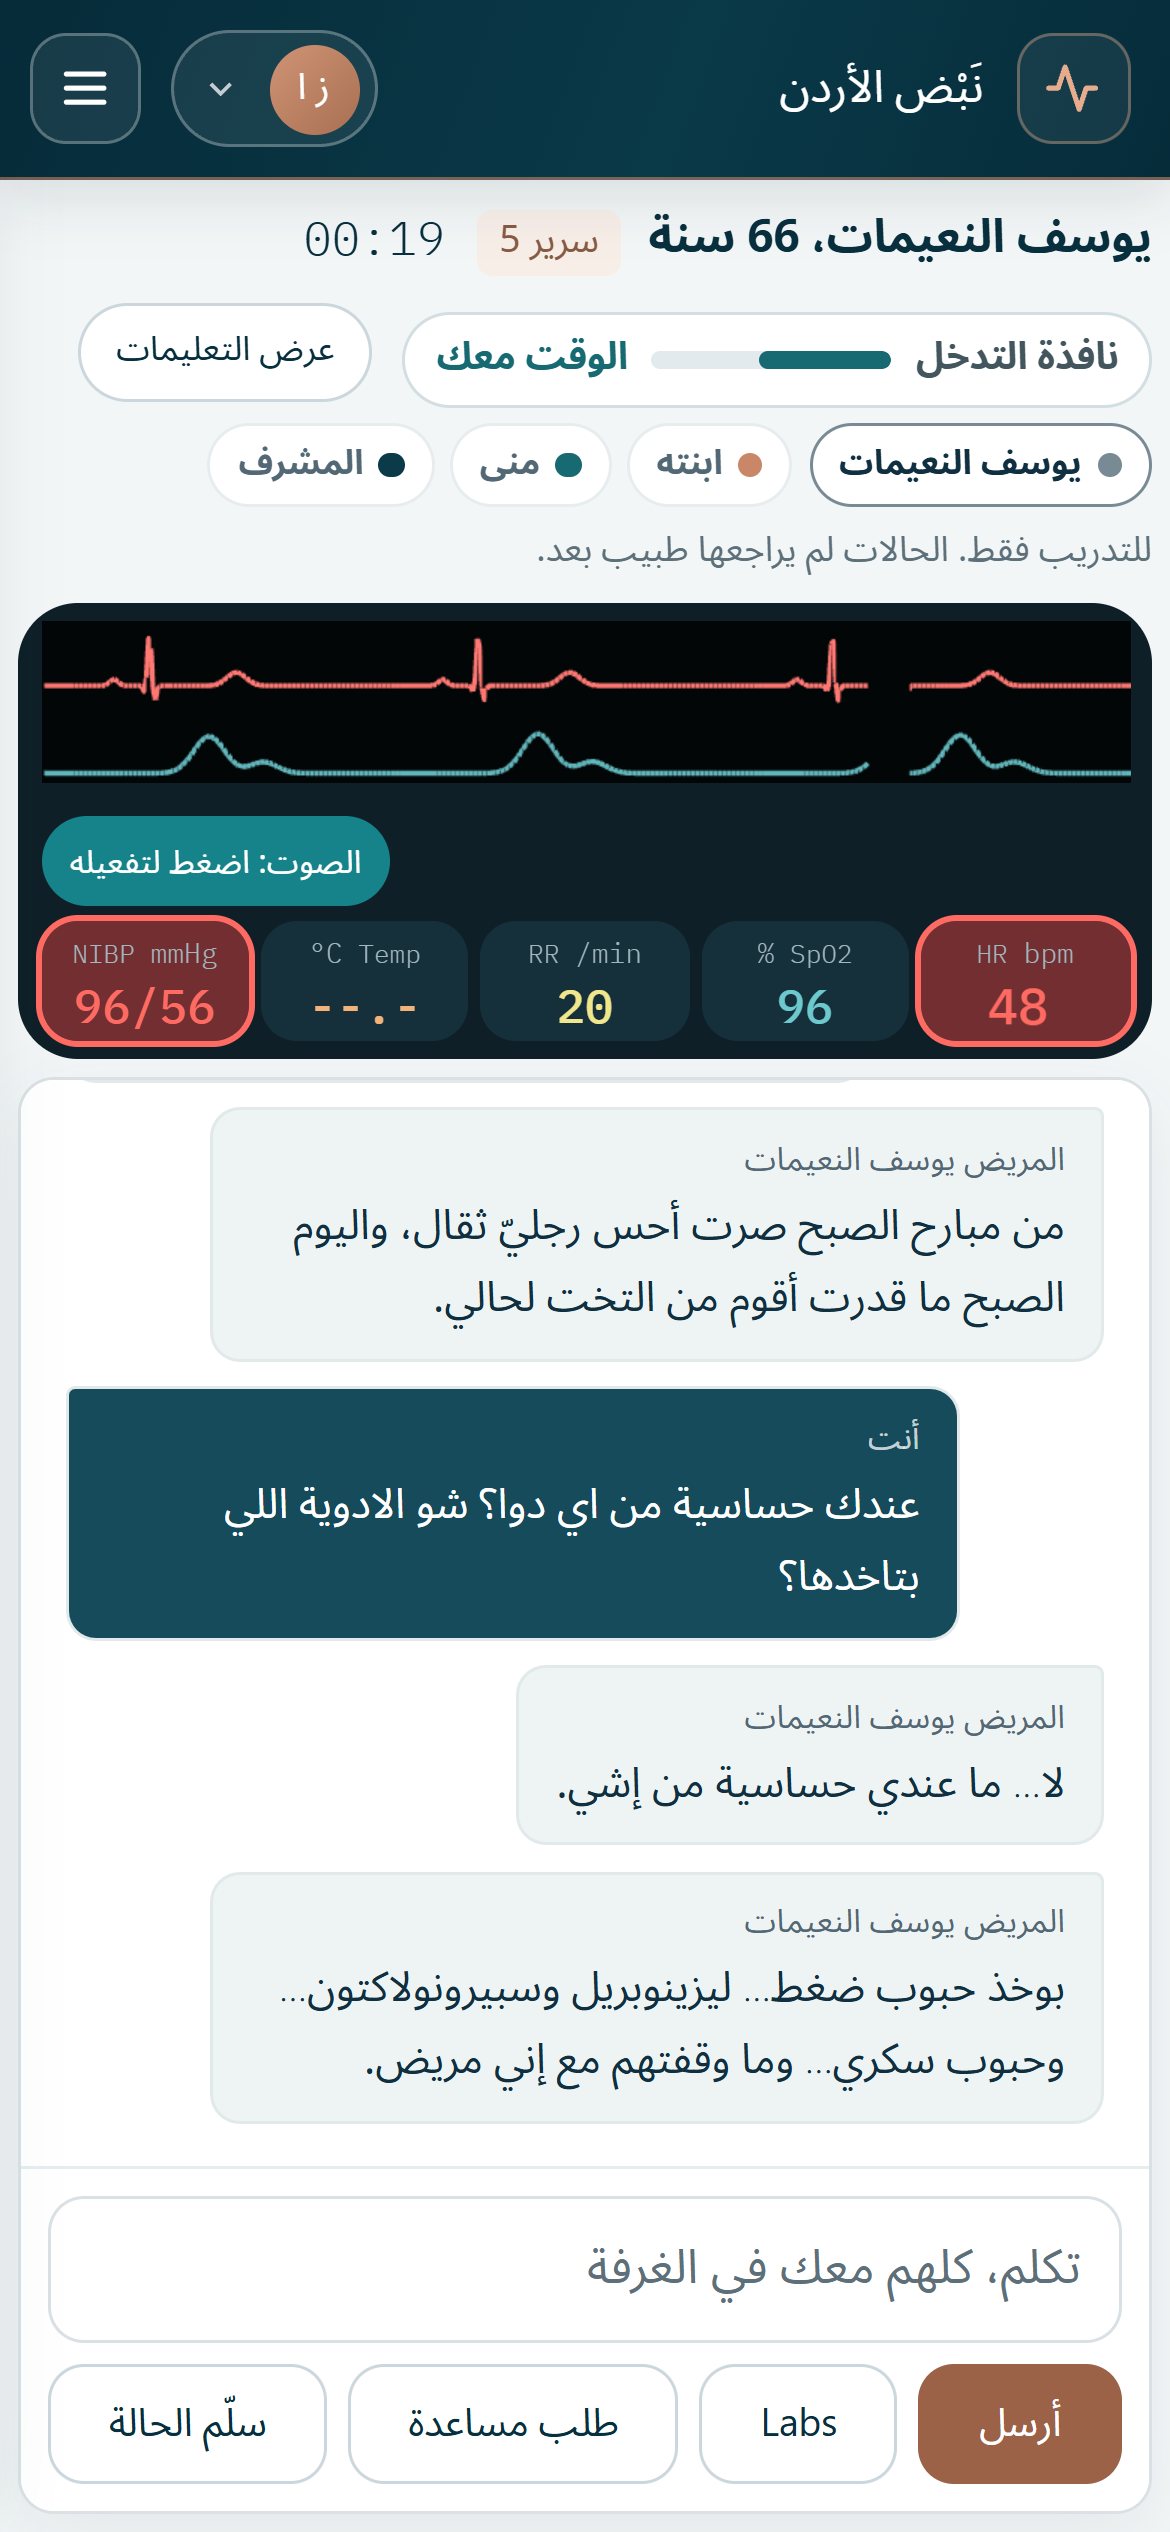 نَبْض الأردن
ز ا
يوسف النعيمات، 66 سنة
سرير 5
00:19
نافذة التدخل
الوقت معك
عرض التعليمات
يوسف النعيمات
ابنته
منى
المشرف
للتدريب فقط. الحالات لم يراجعها طبيب بعد.
الصوت: اضغط لتفعيله
HR bpm
48
% SpO2
96
RR /min
20
°C Temp
--.-
NIBP mmHg
96/56
المريض يوسف النعيمات
من مبارح الصبح صرت أحس رجليّ ثقال، واليوم
الصبح ما قدرت أقوم من التخت لحالي.
أنت
عندك حساسية من اي دوا؟ شو الادوية اللي
بتاخدها؟
المريض يوسف النعيمات
لا... ما عندي حساسية من إشي.
المريض يوسف النعيمات
بوخذ حبوب ضغط... ليزينوبريل وسبيرونولاكتون...
وحبوب سكري... وما وقفتهم مع إني مريض.
تكلم، كلهم معك في الغرفة
أرسل
Labs
طلب مساعدة
سلّم الحالة